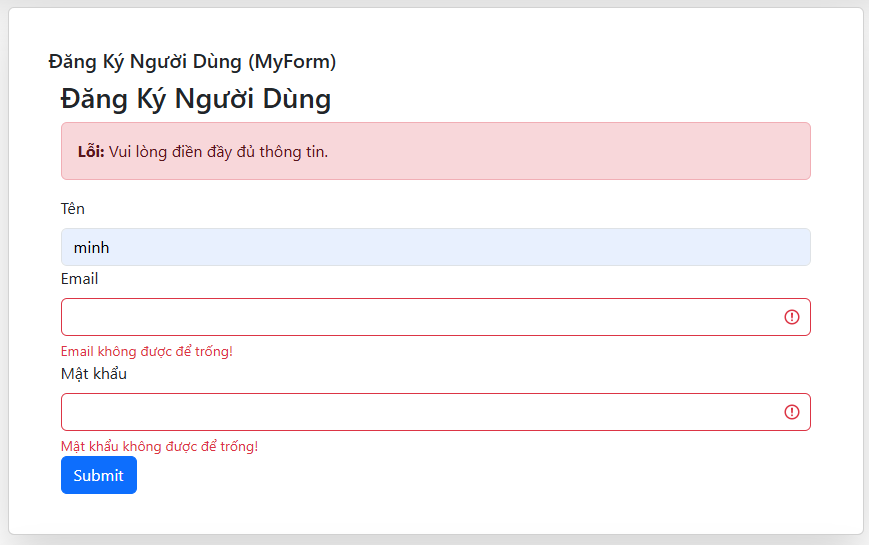 Đăng Ký Người Dùng (MyForm)
Đăng Ký Người Dùng
Lỗi: Vui lòng điền đầy đủ thông tin.
Tên
minh
Email
Email không được để trống!
Mật khẩu
Mật khẩu không được để trống!
Submit